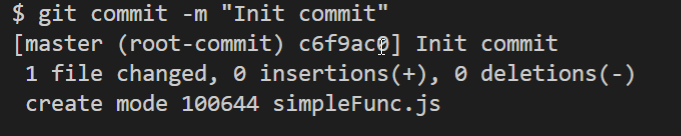 $ git commit -m "Init commit"
[master (root-commit) c6f9ac0] Init commit
1 file changed, 0 insertions(+), 0 deletions(-)
create mode 100644 simpleFunc.js